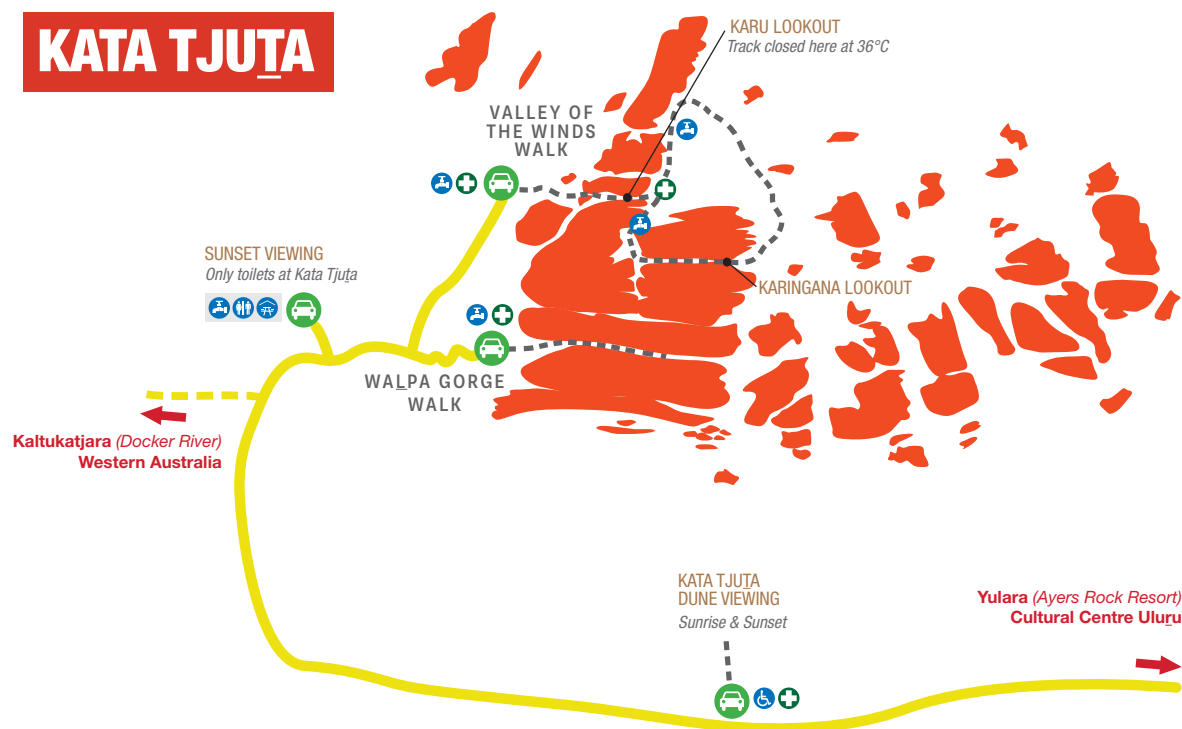 KATA TJUṮA
KARU LOOKOUT
Track closed here at 36°C
VALLEY OF
THE WINDS
WALK
SUNSET VIEWING
Only toilets at Kata Tjuṯa
KARINGANA LOOKOUT
WAḺPA GORGE
WALK
Kaltukatjara (Docker River)
Western Australia
KATA TJUṮA
DUNE VIEWING
Sunrise & Sunset
Yulara (Ayers Rock Resort)
Cultural Centre Uluṟu